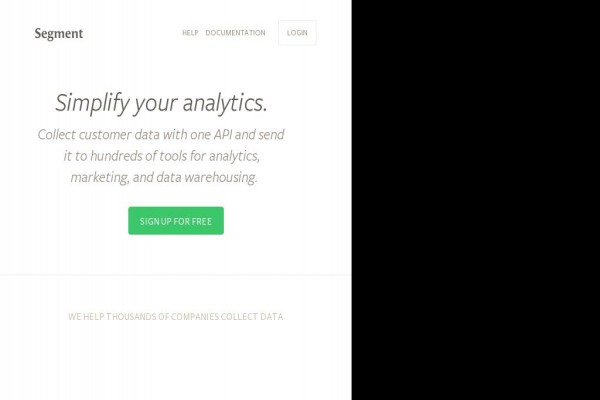 Segment
HELP DOCUMENTATION LOGIN
Simplify your analytics.
Collect customer data with one API and send
it to hundreds of tools for analytics,
marketing, and data warehousing.
SIGN UP FOR FREE
WE HELP THOUSANDS OF COMPANIES COLLECT DATA